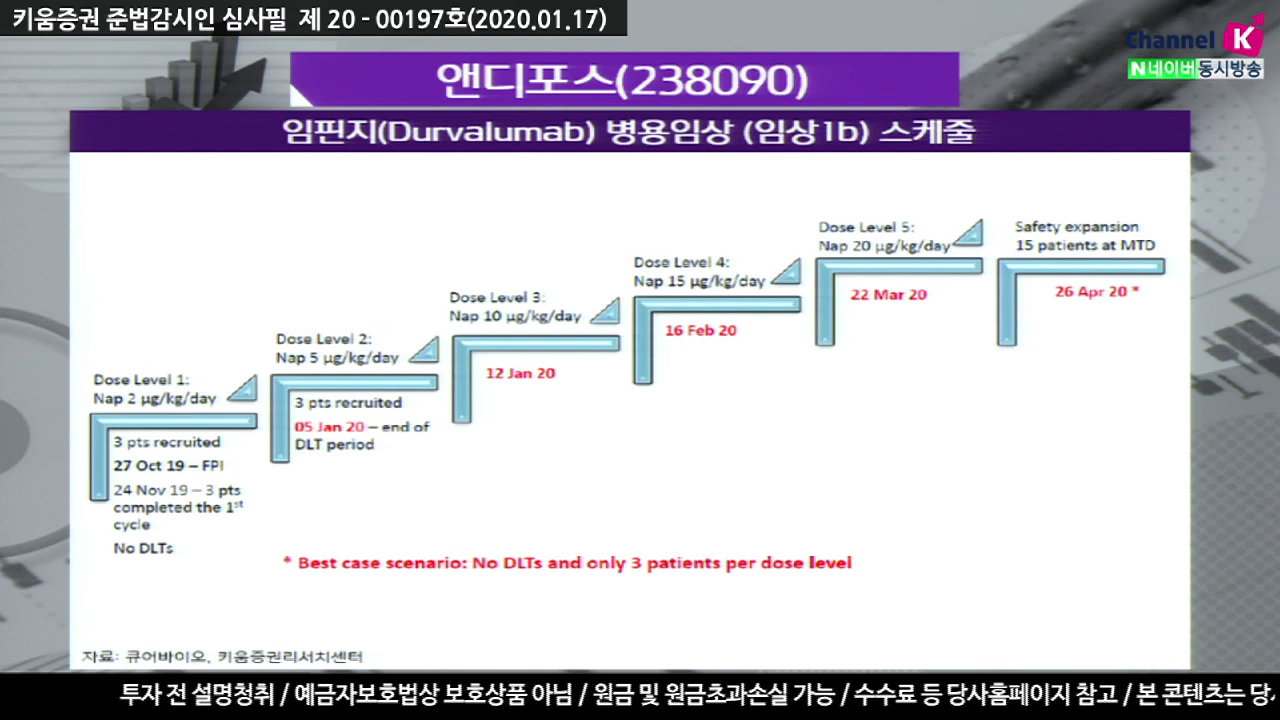 키움증권 준법감시인 심사필 제 20 - 00197호(2020.01.17)
Channel K
N 네이버 동시방송
앤디포스(238090)
임핀지(Durvalumab) 병용임상 (임상1b) 스케줄
Dose Level 1:
Nap 2 µg/kg/day
3 pts recruited
27 Oct 19 – FPI
24 Nov 19 – 3 pts
completed the 1st
cycle
No DLTs
Dose Level 2:
Nap 5 µg/kg/day
3 pts recruited
05 Jan 20 – end of
DLT period
Dose Level 3:
Nap 10 µg/kg/day
12 Jan 20
Dose Level 4:
Nap 15 µg/kg/day
16 Feb 20
Dose Level 5:
Nap 20 µg/kg/day
22 Mar 20
Safety expansion
15 patients at MTD
26 Apr 20 *
* Best case scenario: No DLTs and only 3 patients per dose level
자료: 큐어바이오, 키움증권리서치센터
투자 전 설명청취 / 예금자보호법상 보호상품 아님 / 원금 및 원금초과손실 가능 / 수수료 등 당사홈페이지 참고 / 본 콘텐츠는 당